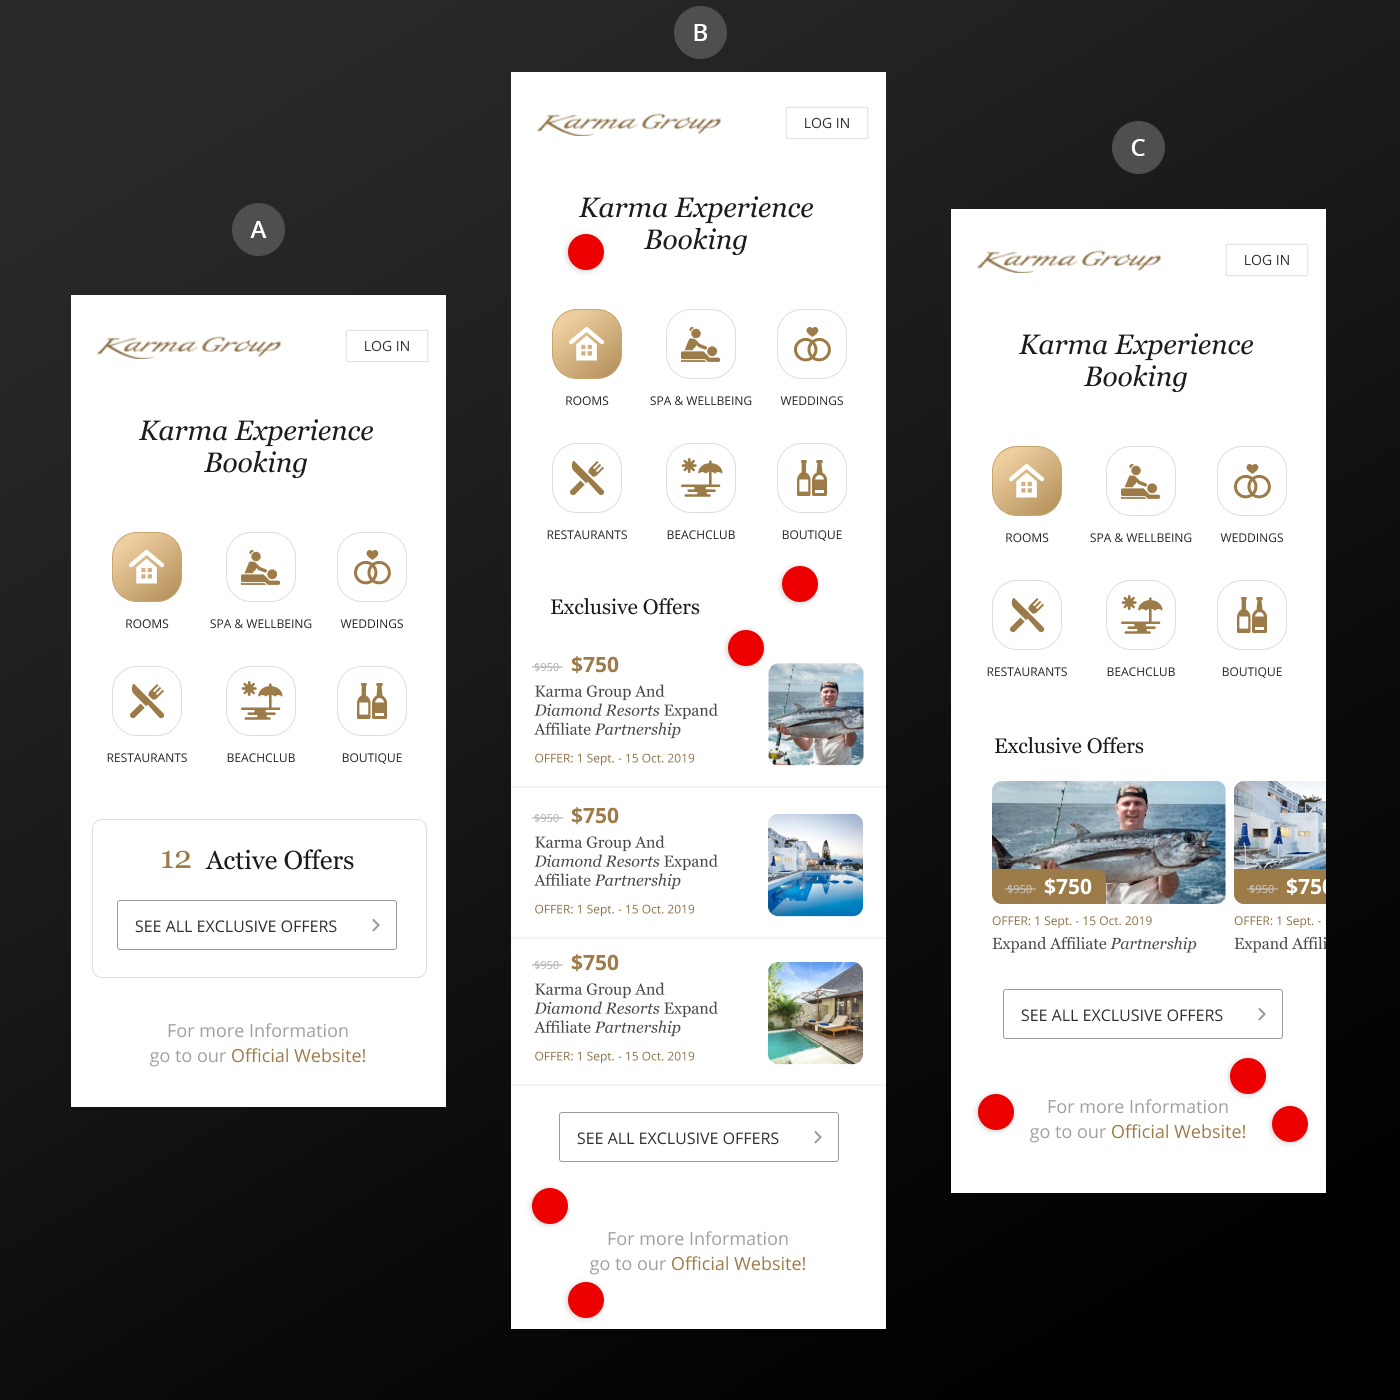 A
Karma Group
LOG IN
Karma Experience
Booking
ROOMS
SPA & WELLBEING
WEDDINGS
RESTAURANTS
BEACHCLUB
BOUTIQUE
12 Active Offers
SEE ALL EXCLUSIVE OFFERS
For more Information
go to our Official Website!
B
Karma Group
LOG IN
Karma Experience
Booking
ROOMS
SPA & WELLBEING
WEDDINGS
RESTAURANTS
BEACHCLUB
BOUTIQUE
Exclusive Offers
$950 $750
Karma Group And
Diamond Resorts Expand
Affiliate Partnership
OFFER: 1 Sept. - 15 Oct. 2019
$950 $750
Karma Group And
Diamond Resorts Expand
Affiliate Partnership
OFFER: 1 Sept. - 15 Oct. 2019
$950 $750
Karma Group And
Diamond Resorts Expand
Affiliate Partnership
OFFER: 1 Sept. - 15 Oct. 2019
SEE ALL EXCLUSIVE OFFERS
For more Information
go to our Official Website!
C
Karma Group
LOG IN
Karma Experience
Booking
ROOMS
SPA & WELLBEING
WEDDINGS
RESTAURANTS
BEACHCLUB
BOUTIQUE
Exclusive Offers
$950 $750
OFFER: 1 Sept. - 15 Oct. 2019
Expand Affiliate Partnership
$950 $750
OFFER: 1 Sept. -
Expand Affili
SEE ALL EXCLUSIVE OFFERS
For more Information
go to our Official Website!